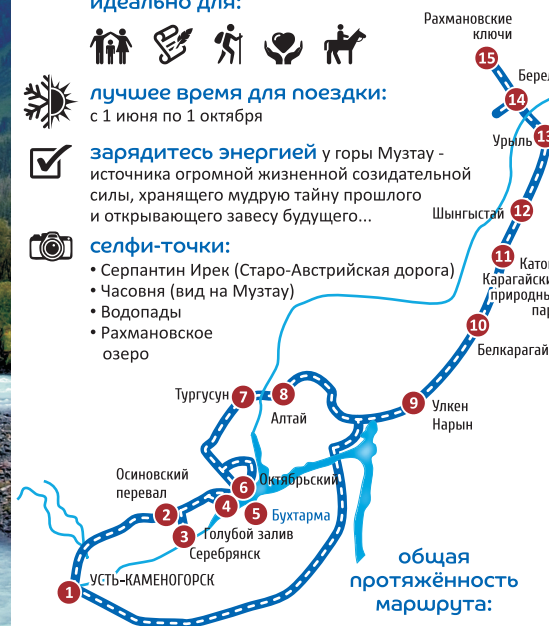 идеально для:
лучшее время для поездки:
с 1 июня по 1 октября
зарядитесь энергией у горы Музтау -
источника огромной жизненной созидательной
силы, хранящего мудрую тайну прошлого
и открывающего завесу будущего...
селфи-точки:
• Серпантин Ирек (Старо-Австрийская дорога)
• Часовня (вид на Музтау)
• Водопады
• Рахмановское
озеро
Рахмановские
ключи
15
Берел
14
Урыль
13
Шынгыстай
12
11
Катон
Карагайский
природный
парк
10
Белкарагай
9
Улкен
Нарын
Тургусун
7
8
Алтай
Осиновский
перевал
6
Октябрьский
2
4
5
Бухтарма
3
Голубой залив
Серебрянск
1
УСТЬ-КАМЕНОГОРСК
общая
протяжённость
маршрута: